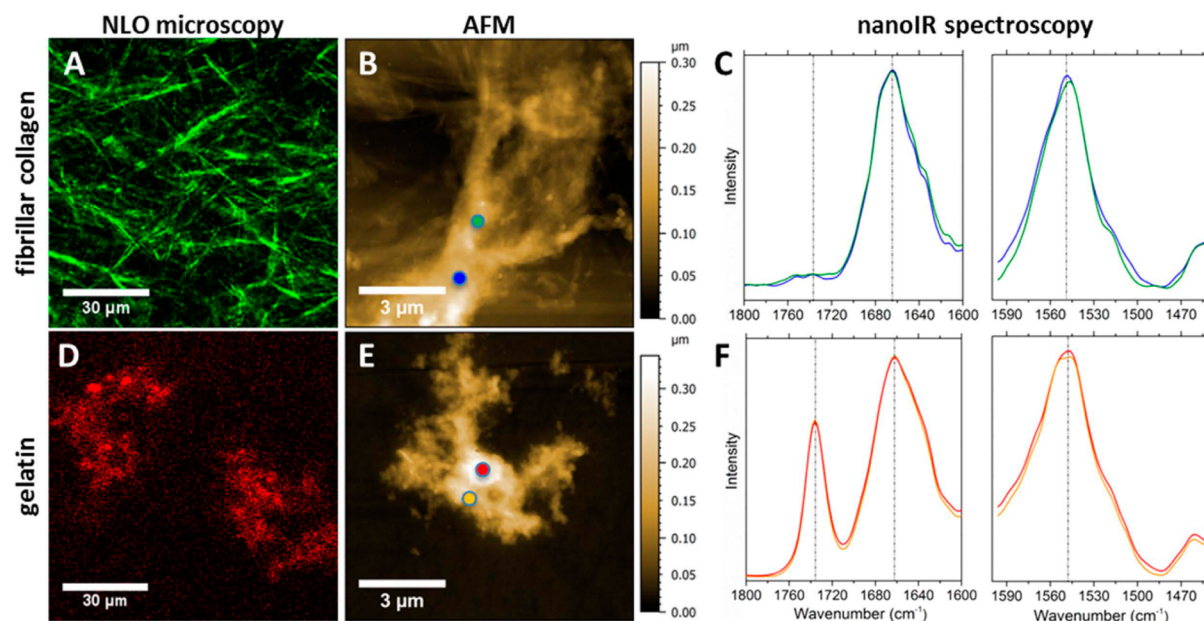 NLO microscopy AFM nanoIR spectroscopy
fibrillar collagen
A
30 µm
B
3 µm
µm
0.30
0.25
0.20
0.15
0.10
0.05
0.00
C
Intensity
1800 1760 1720 1680 1640 1600
1590 1560 1530 1500 1470
gelatin
D
30 µm
E
3 µm
µm
0.30
0.25
0.20
0.15
0.10
0.05
0.00
F
Intensity
1800 1760 1720 1680 1640 1600
Wavenumber (cm⁻¹)
1590 1560 1530 1500 1470
Wavenumber (cm⁻¹)